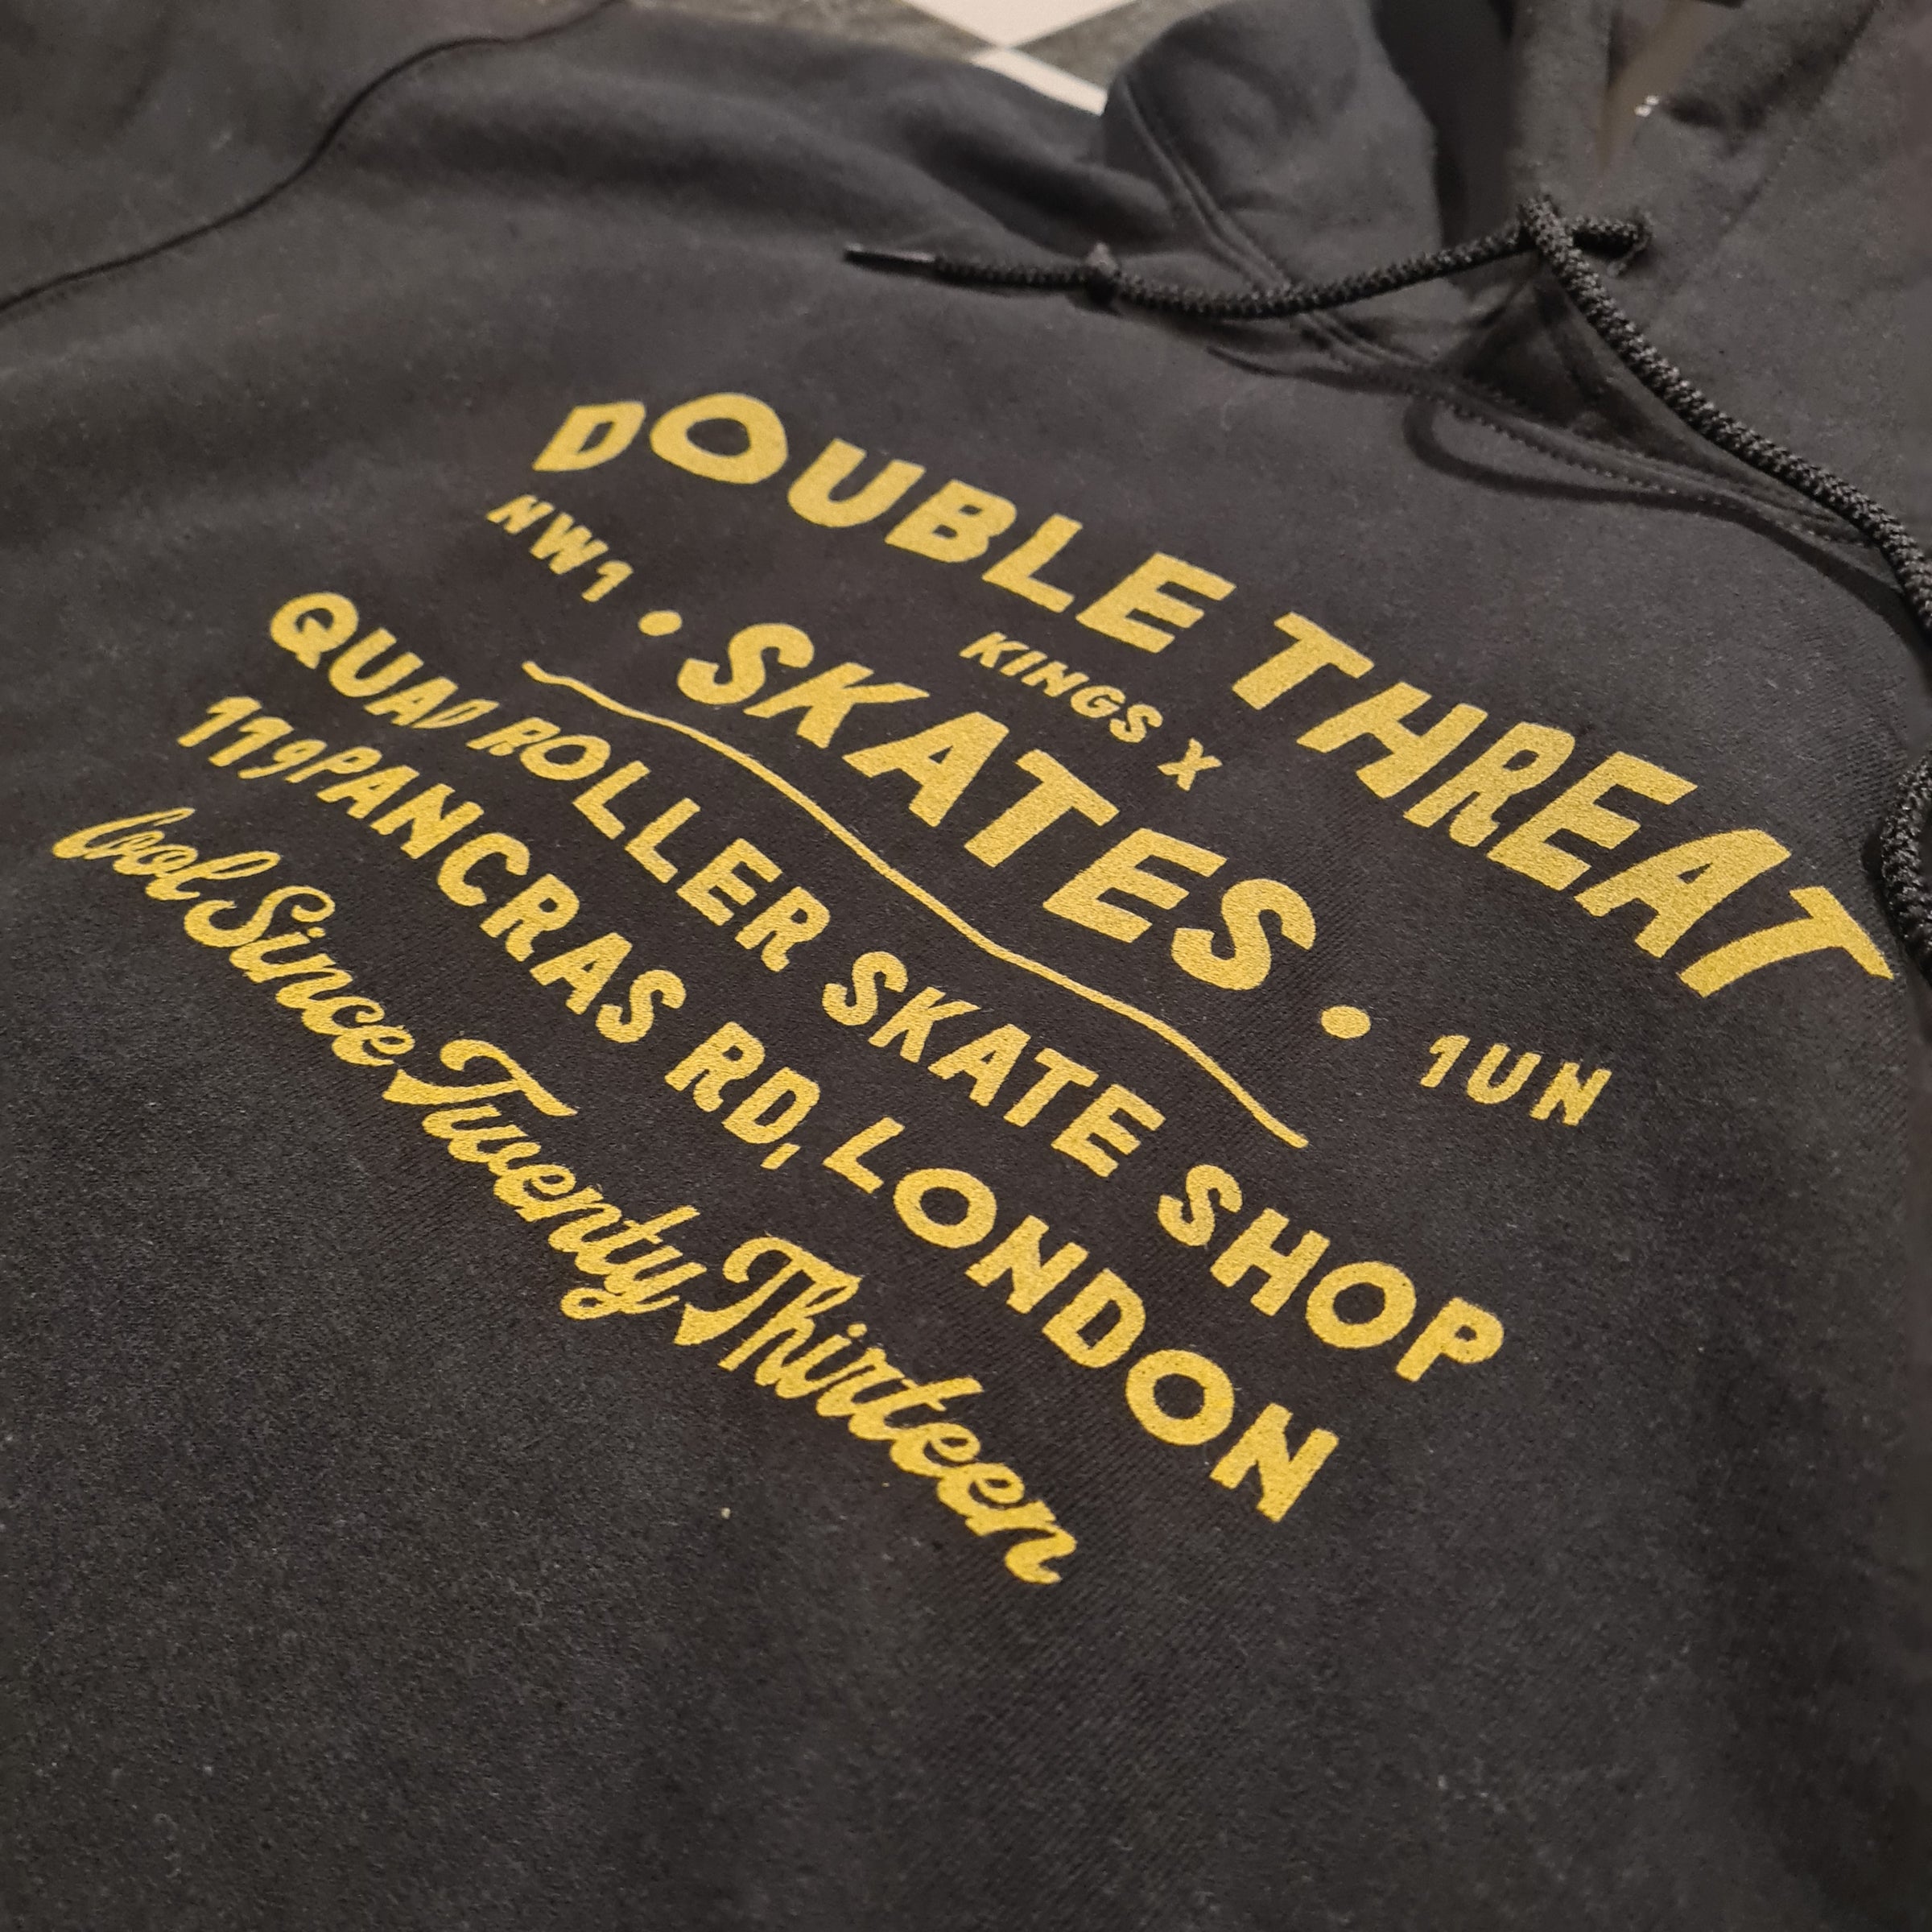 DOUBLE THREAT
KINGS X
NW1 • SKATES • 1UN
QUAD ROLLER SKATE SHOP
119 PANCRAS RD, LONDON
Cool Since Twenty Thirteen